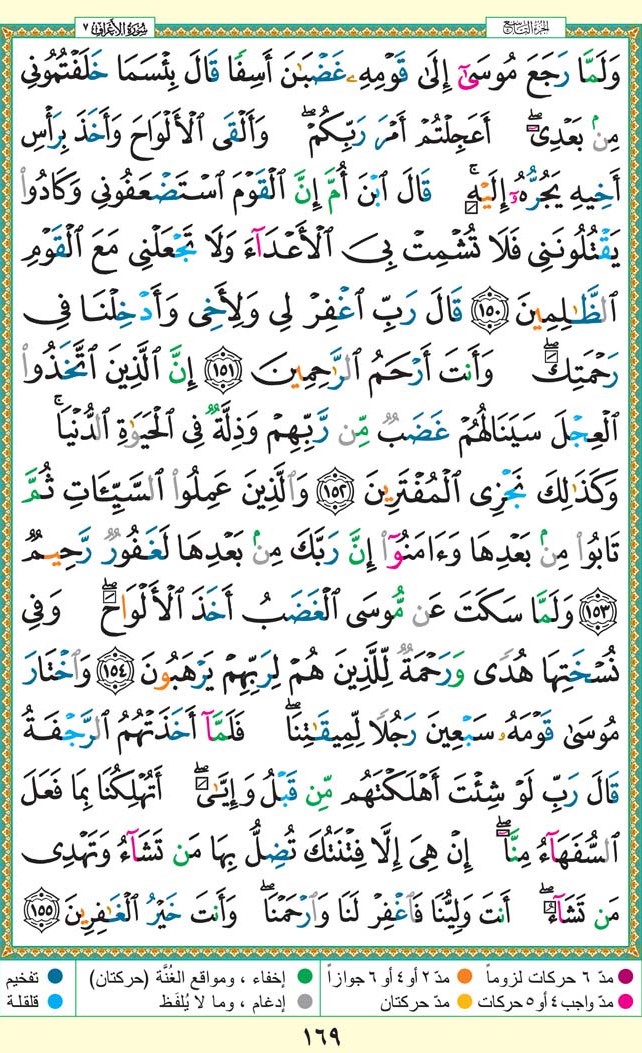 الجزء التاسع سورة الأعراف ٧
وَلَمَّا رَجَعَ مُوسَىٰٓ إِلَىٰ قَوْمِهِۦ غَضْبَٰنَ أَسِفًا قَالَ بِئْسَمَا خَلَفْتُمُونِى
مِنۢ بَعْدِىٓ ۖ أَعَجِلْتُمْ أَمْرَ رَبِّكُمْ ۖ وَأَلْقَى ٱلْأَلْوَاحَ وَأَخَذَ بِرَأْسِ
أَخِيهِ يَجُرُّهُۥٓ إِلَيْهِ ۚ قَالَ ٱبْنَ أُمَّ إِنَّ ٱلْقَوْمَ ٱسْتَضْعَفُونِى وَكَادُوا۟
يَقْتُلُونَنِى فَلَا تُشْمِتْ بِىَ ٱلْأَعْدَآءَ وَلَا تَجْعَلْنِى مَعَ ٱلْقَوْمِ
ٱلظَّٰلِمِينَ ١٥٠ قَالَ رَبِّ ٱغْفِرْ لِى وَلِأَخِى وَأَدْخِلْنَا فِى
رَحْمَتِكَ ۖ وَأَنتَ أَرْحَمُ ٱلرَّٰحِمِينَ ١٥١ إِنَّ ٱلَّذِينَ ٱتَّخَذُوا۟
ٱلْعِجْلَ سَيَنَالُهُمْ غَضَبٌ مِّن رَّبِّهِمْ وَذِلَّةٌ فِى ٱلْحَيَوٰةِ ٱلدُّنْيَا ۚ
وَكَذَٰلِكَ نَجْزِى ٱلْمُفْتَرِينَ ١٥٢ وَٱلَّذِينَ عَمِلُوا۟ ٱلسَّيِّـَٔاتِ ثُمَّ
تَابُوا۟ مِنۢ بَعْدِهَا وَءَامَنُوٓا۟ إِنَّ رَبَّكَ مِنۢ بَعْدِهَا لَغَفُورٌ رَّحِيمٌ
١٥٣ وَلَمَّا سَكَتَ عَن مُّوسَى ٱلْغَضَبُ أَخَذَ ٱلْأَلْوَاحَ ۖ وَفِى
نُسْخَتِهَا هُدًى وَرَحْمَةٌ لِّلَّذِينَ هُمْ لِرَبِّهِمْ يَرْهَبُونَ ١٥٤ وَٱخْتَارَ
مُوسَىٰ قَوْمَهُۥ سَبْعِينَ رَجُلًا لِّمِيقَٰتِنَا ۖ فَلَمَّآ أَخَذَتْهُمُ ٱلرَّجْفَةُ
قَالَ رَبِّ لَوْ شِئْتَ أَهْلَكْتَهُم مِّن قَبْلُ وَإِيَّٰىَ ۖ أَتُهْلِكُنَا بِمَا فَعَلَ
ٱلسُّفَهَآءُ مِنَّآ ۖ إِنْ هِىَ إِلَّا فِتْنَتُكَ تُضِلُّ بِهَا مَن تَشَآءُ وَتَهْدِى
مَن تَشَآءُ ۖ أَنتَ وَلِيُّنَا فَٱغْفِرْ لَنَا وَٱرْحَمْنَا ۖ وَأَنتَ خَيْرُ ٱلْغَٰفِرِينَ ١٥٥
مدّ ٦ حركات لزوماً مدّ ٢ أو ٤ أو ٦ جوازاً إخفاء ، ومواقع الغُنَّة (حركتان) تفخيم
مدّ واجب ٤ أو ٥ حركات مدّ حركتان إدغام ، وما لا يُلفَظ قلقلة
١٦٩